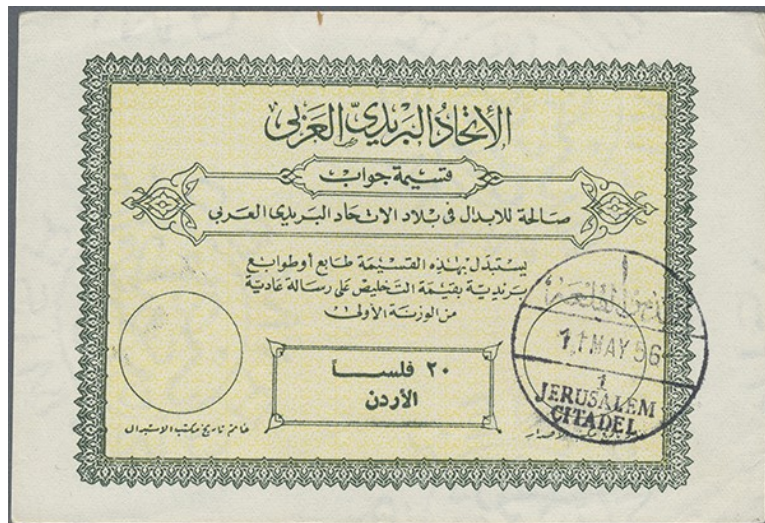 الاتحاد البريدي العربي
قسيمة جواب
صالحة للابدال في بلاد الاتحاد البريدي العربي
يستبدل بهذه القسيمة طابع أو طوابع
بريدية بقيمة التخليص على رسالة عادية
من الوزنة الأولى
٢٠ فلساً
الأردن
خاتم تاريخ مكتب الاستبدال
11 MAY 56
1
JERUSALEM
CITADEL